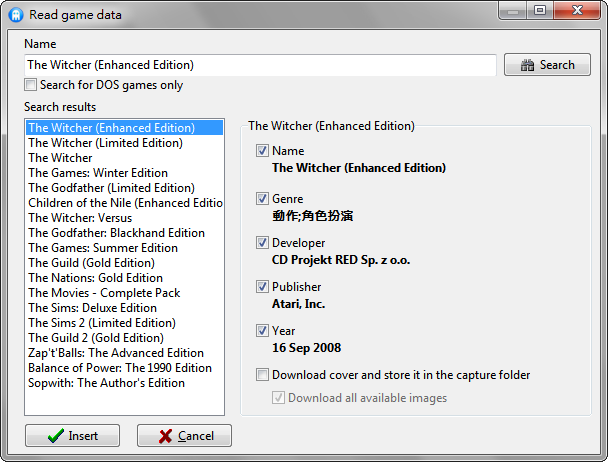 Read game data
Name
The Witcher (Enhanced Edition)
Search
Search for DOS games only
Search results
The Witcher (Enhanced Edition)
The Witcher (Limited Edition)
The Witcher
The Games: Winter Edition
The Godfather (Limited Edition)
Children of the Nile (Enhanced Editio
The Witcher: Versus
The Godfather: Blackhand Edition
The Games: Summer Edition
The Guild (Gold Edition)
The Nations: Gold Edition
The Movies - Complete Pack
The Sims: Deluxe Edition
The Sims 2 (Limited Edition)
The Guild 2 (Gold Edition)
Zap't'Balls: The Advanced Edition
Balance of Power: The 1990 Edition
Sopwith: The Author's Edition
The Witcher (Enhanced Edition)
Name
The Witcher (Enhanced Edition)
Genre
動作;角色扮演
Developer
CD Projekt RED Sp. z o.o.
Publisher
Atari, Inc.
Year
16 Sep 2008
Download cover and store it in the capture folder
Download all available images
Insert
Cancel